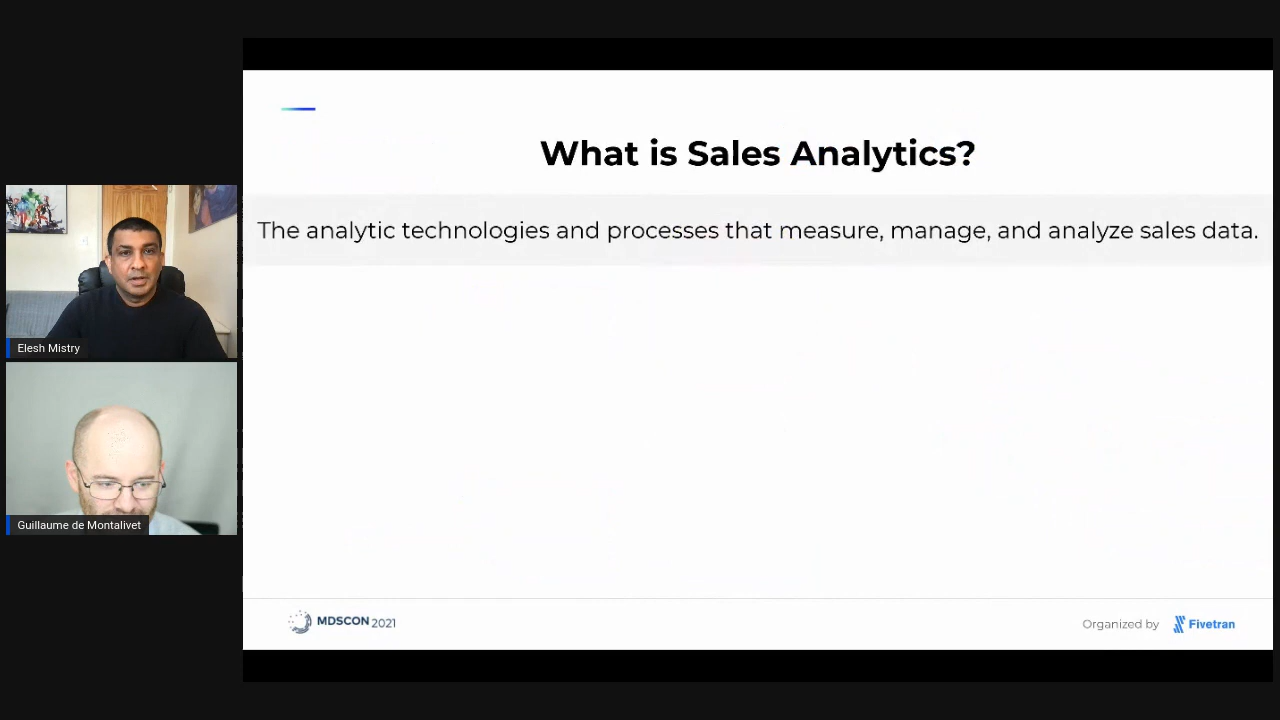 What is Sales Analytics?
The analytic technologies and processes that measure, manage, and analyze sales data.
Elesh Mistry
Guillaume de Montalivet
MDSCON 2021
Organized by Fivetran